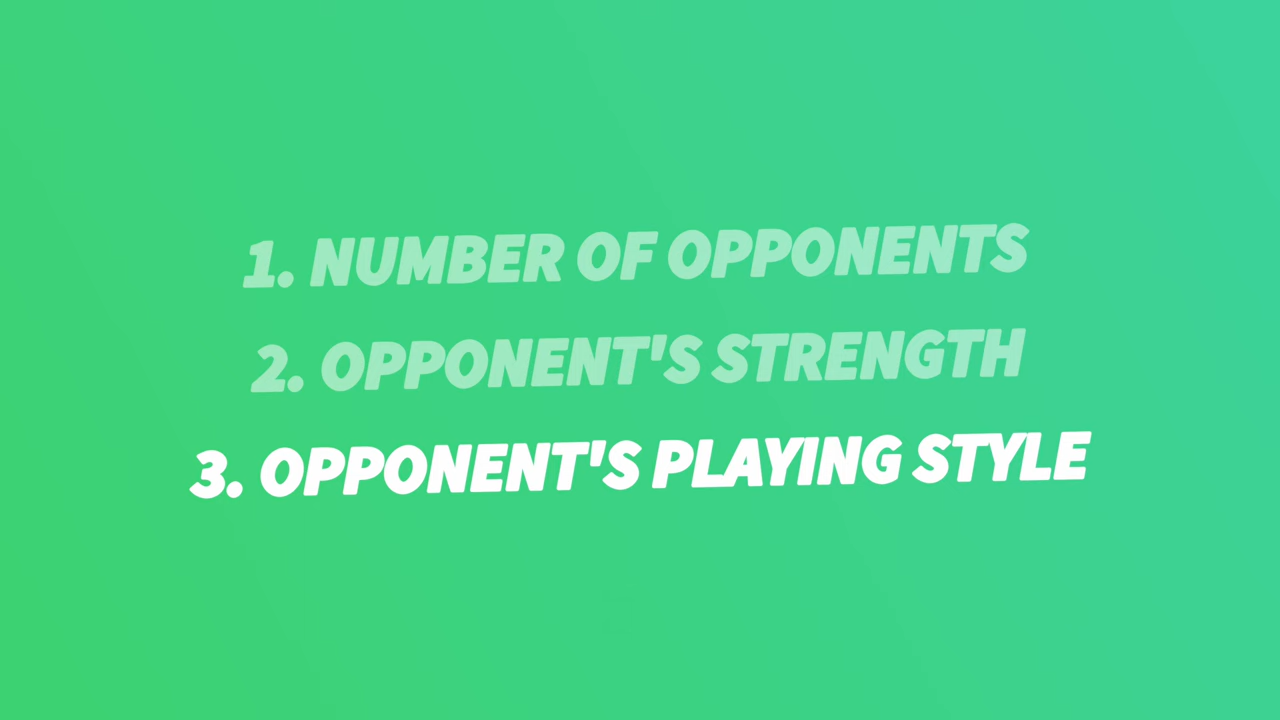 1. NUMBER OF OPPONENTS
2. OPPONENT'S STRENGTH
3. OPPONENT'S PLAYING STYLE